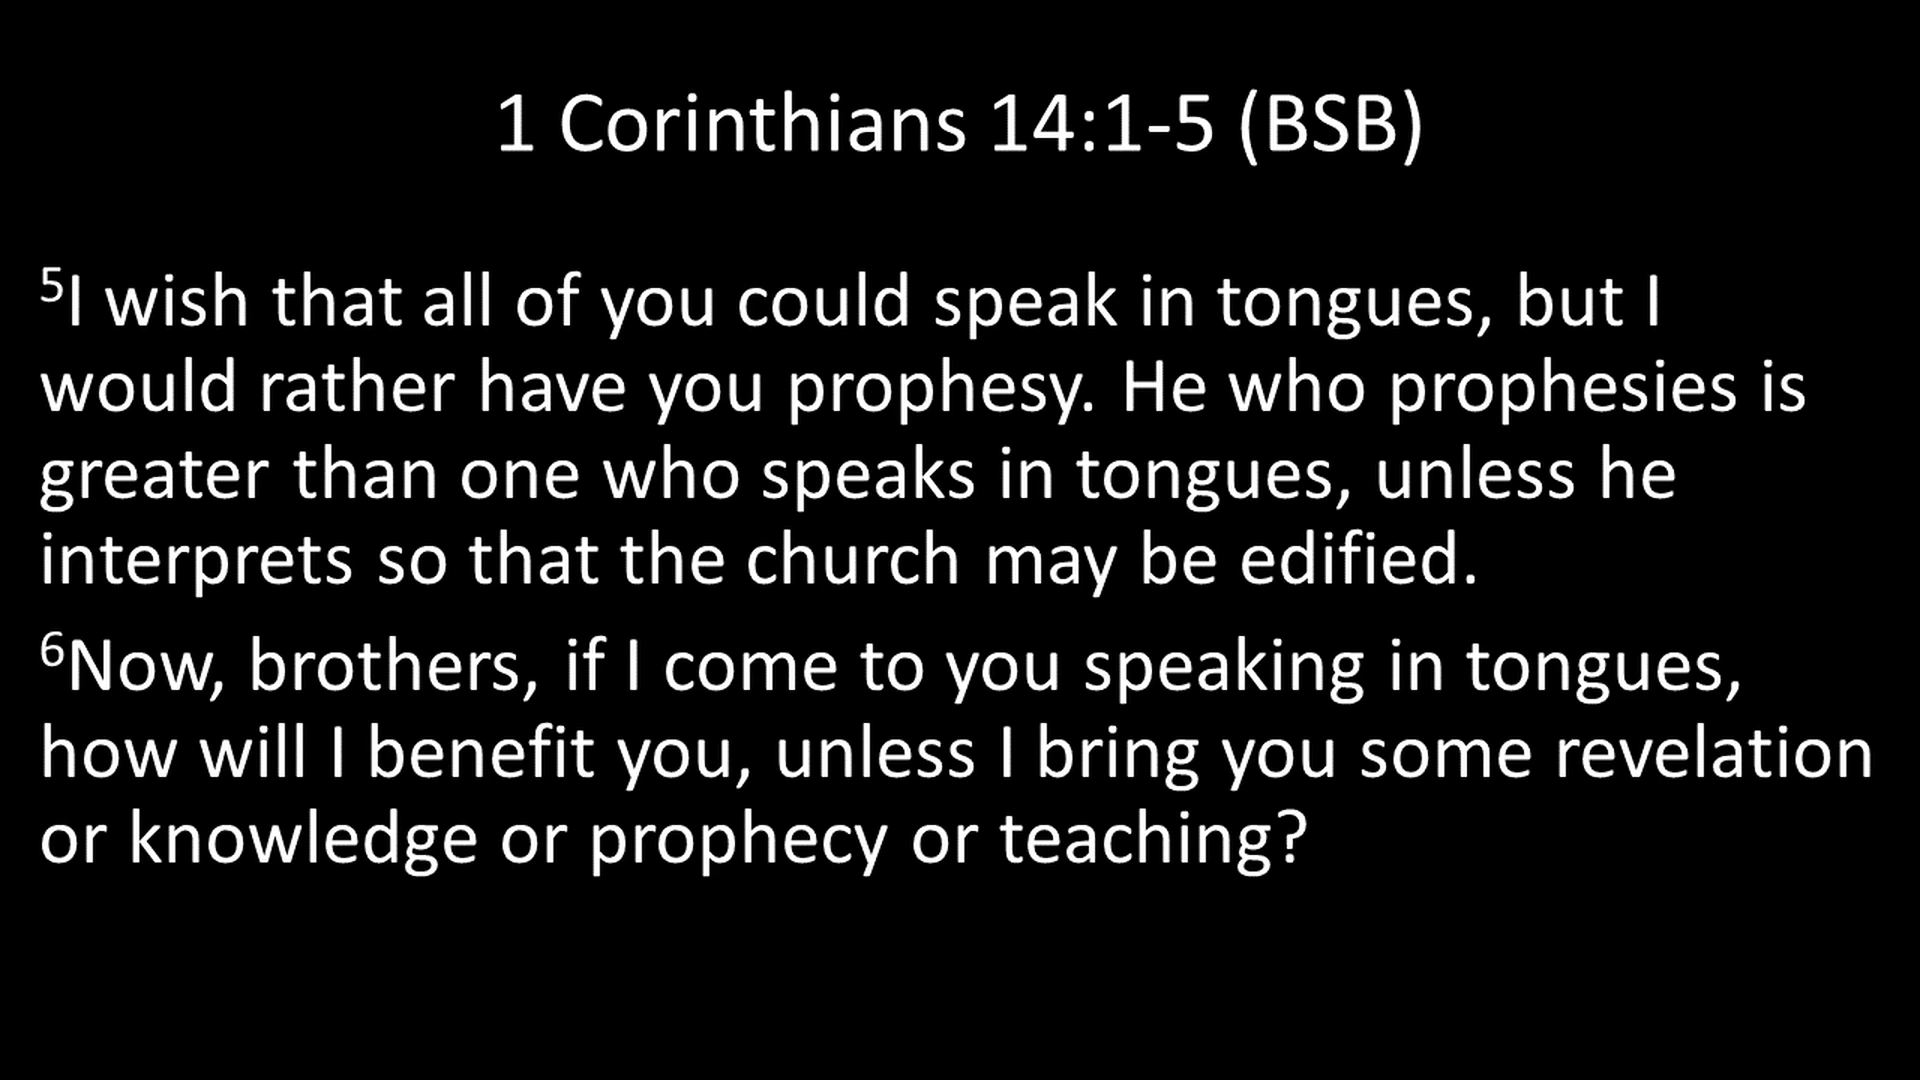 1 Corinthians 14:1-5 (BSB)
⁵I wish that all of you could speak in tongues, but I
would rather have you prophesy. He who prophesies is
greater than one who speaks in tongues, unless he
interprets so that the church may be edified.
⁶Now, brothers, if I come to you speaking in tongues,
how will I benefit you, unless I bring you some revelation
or knowledge or prophecy or teaching?